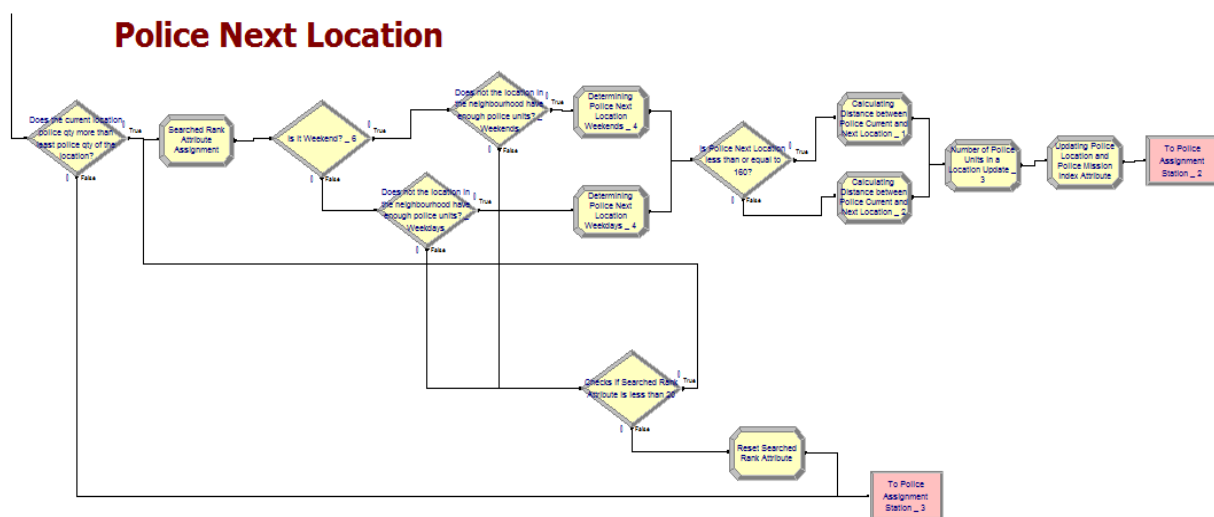 Police Next Location
Does the current location
police qty more than
least police qty of the
location?
True
False
Searched Rank
Attribute
Assignment
Is It Weekend? _ 6
True
False
Does not the location in
the neighbourhood have
enough police units? _
Weekends
True
False
Does not the location in
the neighbourhood have
enough police units? _
Weekdays
True
False
Determining
Police Next
Location
Weekends _ 4
Determining
Police Next
Location
Weekdays _ 4
Is Police Next Location
less than or equal to
160?
True
False
Calculating
Distance between
Police Current and
Next Location _ 1
Calculating
Distance between
Police Current and
Next Location _ 2
Number of Police
Units in a
Location Update _
3
Updating Police
Location and
Police Mission
Index Attribute
To Police
Assignment
Station _ 2
Checks if Searched Rank
Attribute is less than 20
True
False
Reset Searched
Rank Attribute
To Police
Assignment
Station _ 3